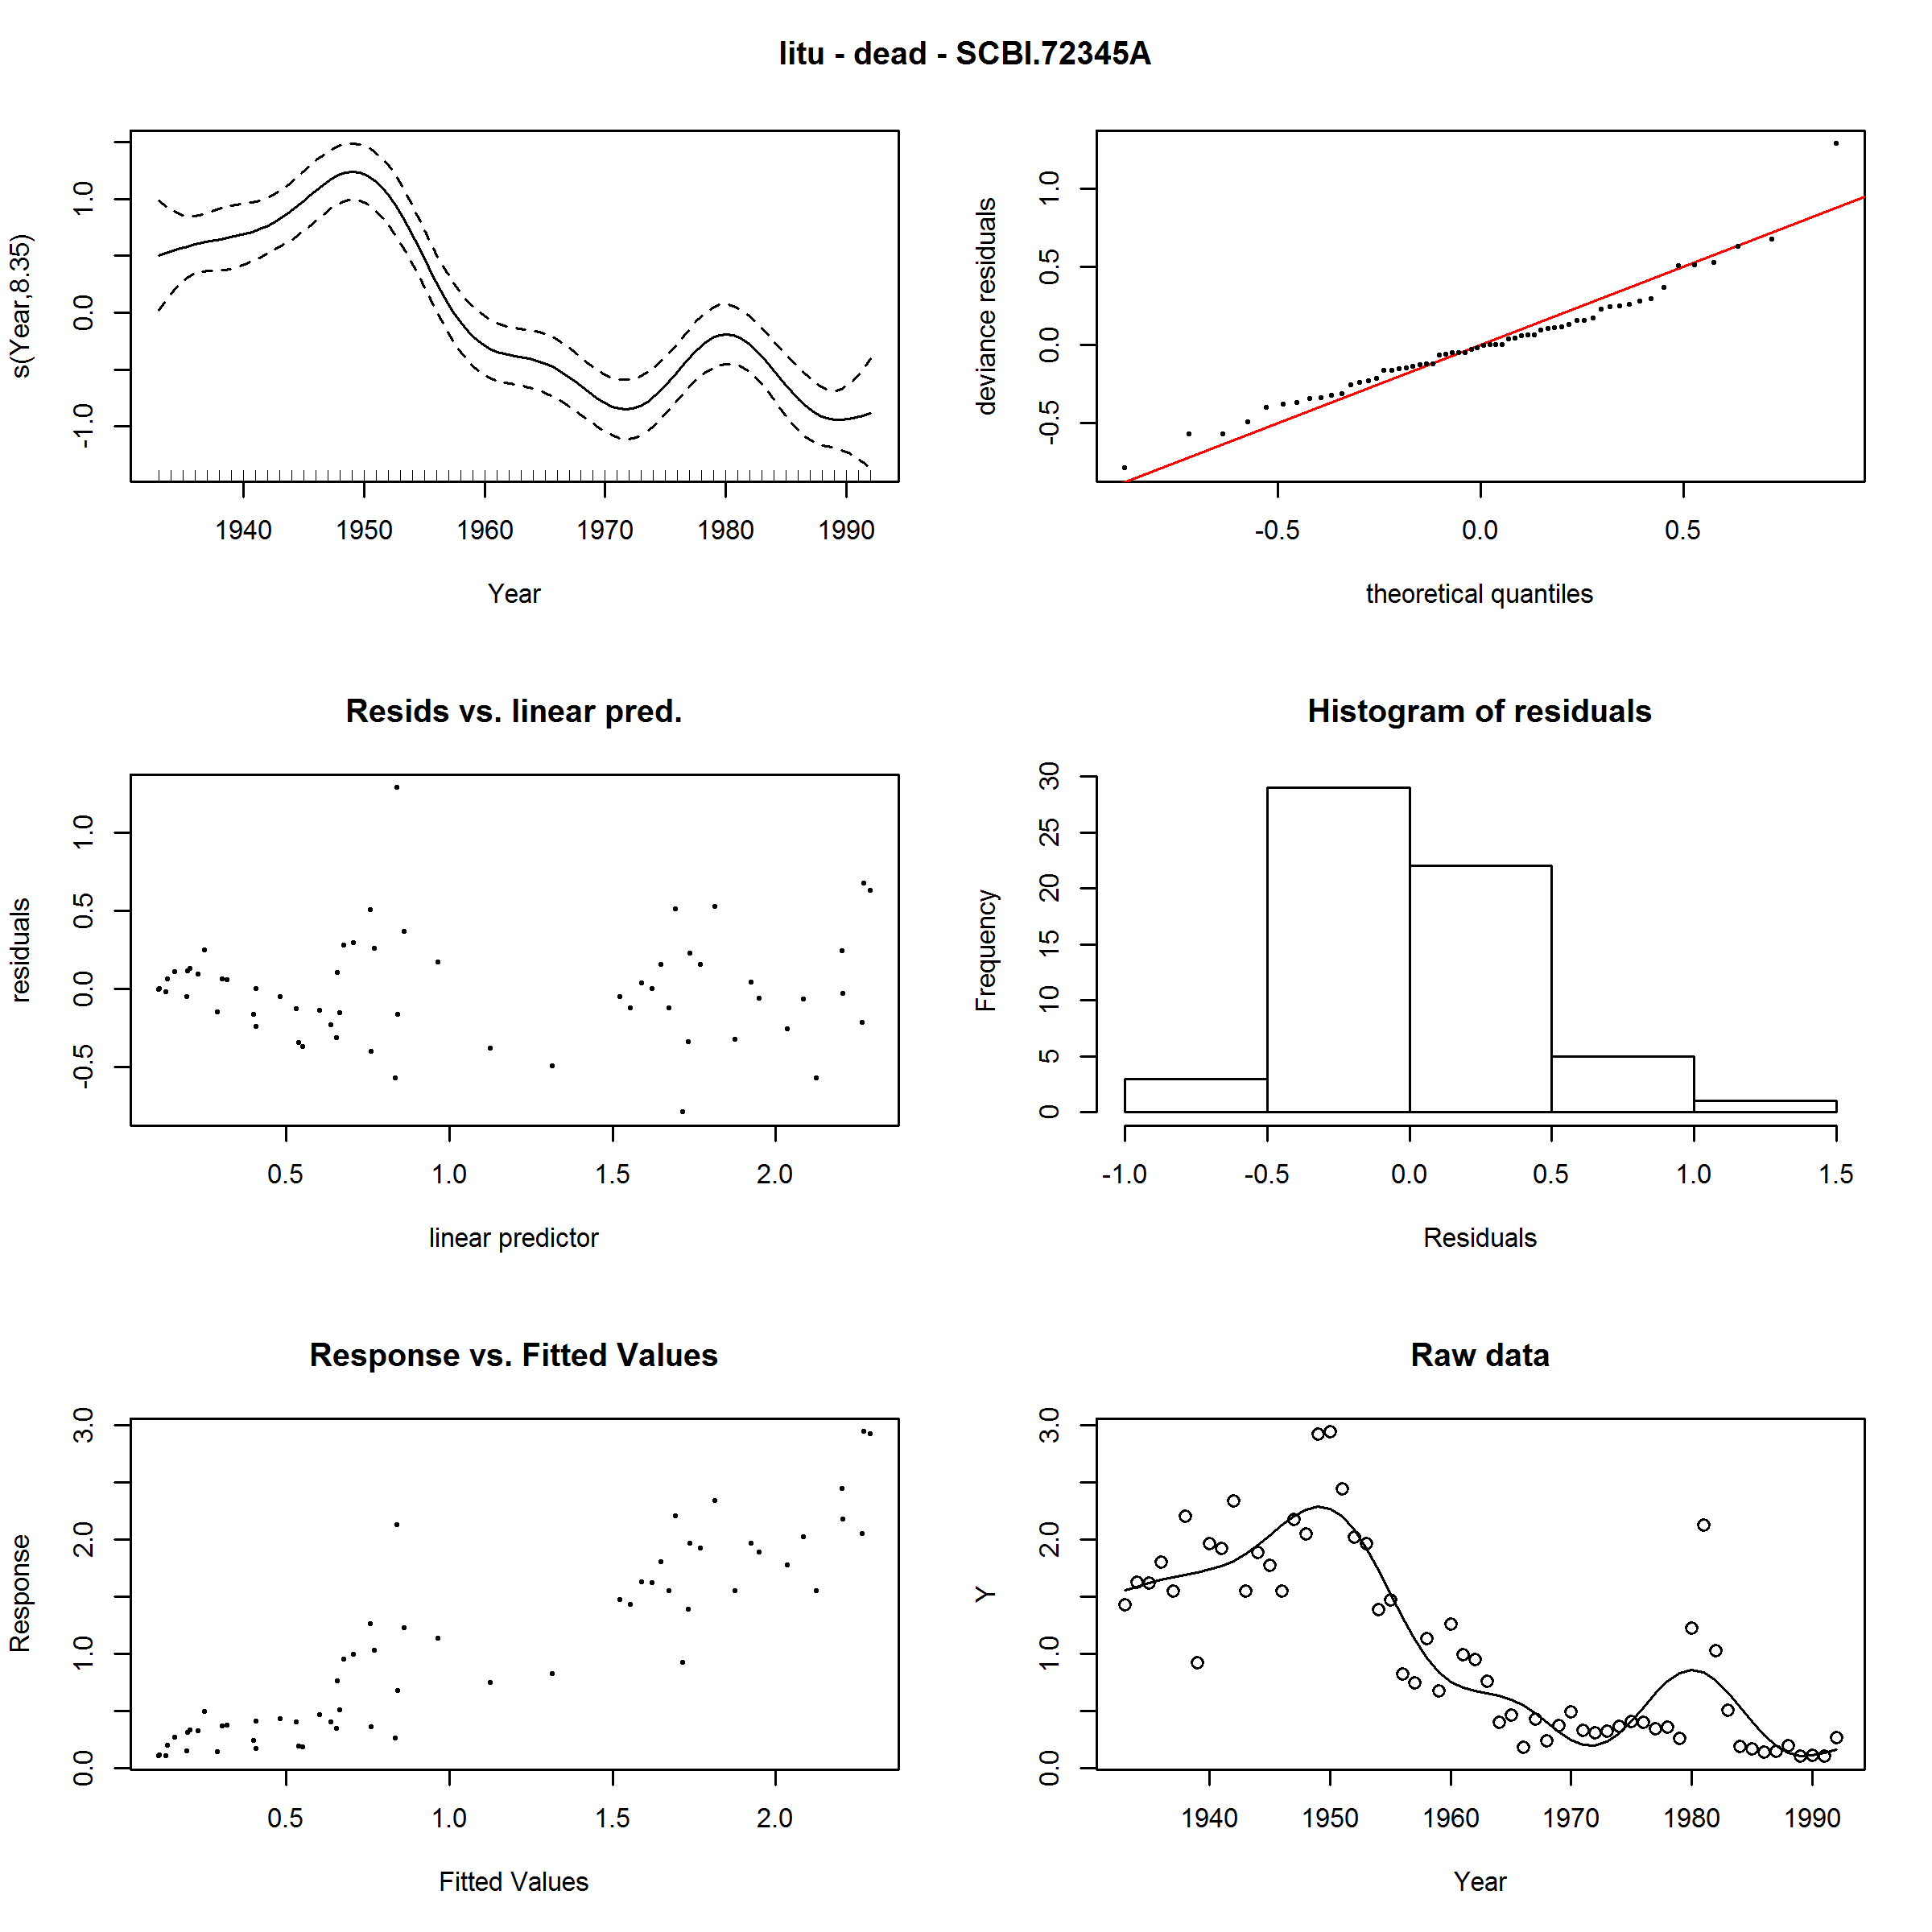 litu - dead - SCBI.72345A
s(Year,8.35)
-1.0 0.0 1.0
1940 1950 1960 1970 1980 1990
Year
deviance residuals
-0.5 0.0 0.5 1.0
-0.5 0.0 0.5
theoretical quantiles
Resids vs. linear pred.
residuals
-0.5 0.0 0.5 1.0
0.5 1.0 1.5 2.0
linear predictor
Histogram of residuals
Frequency
0 5 10 15 20 25 30
-1.0 -0.5 0.0 0.5 1.0 1.5
Residuals
Response vs. Fitted Values
Response
0.0 1.0 2.0 3.0
0.5 1.0 1.5 2.0
Fitted Values
Raw data
Y
0.0 1.0 2.0 3.0
1940 1950 1960 1970 1980 1990
Year